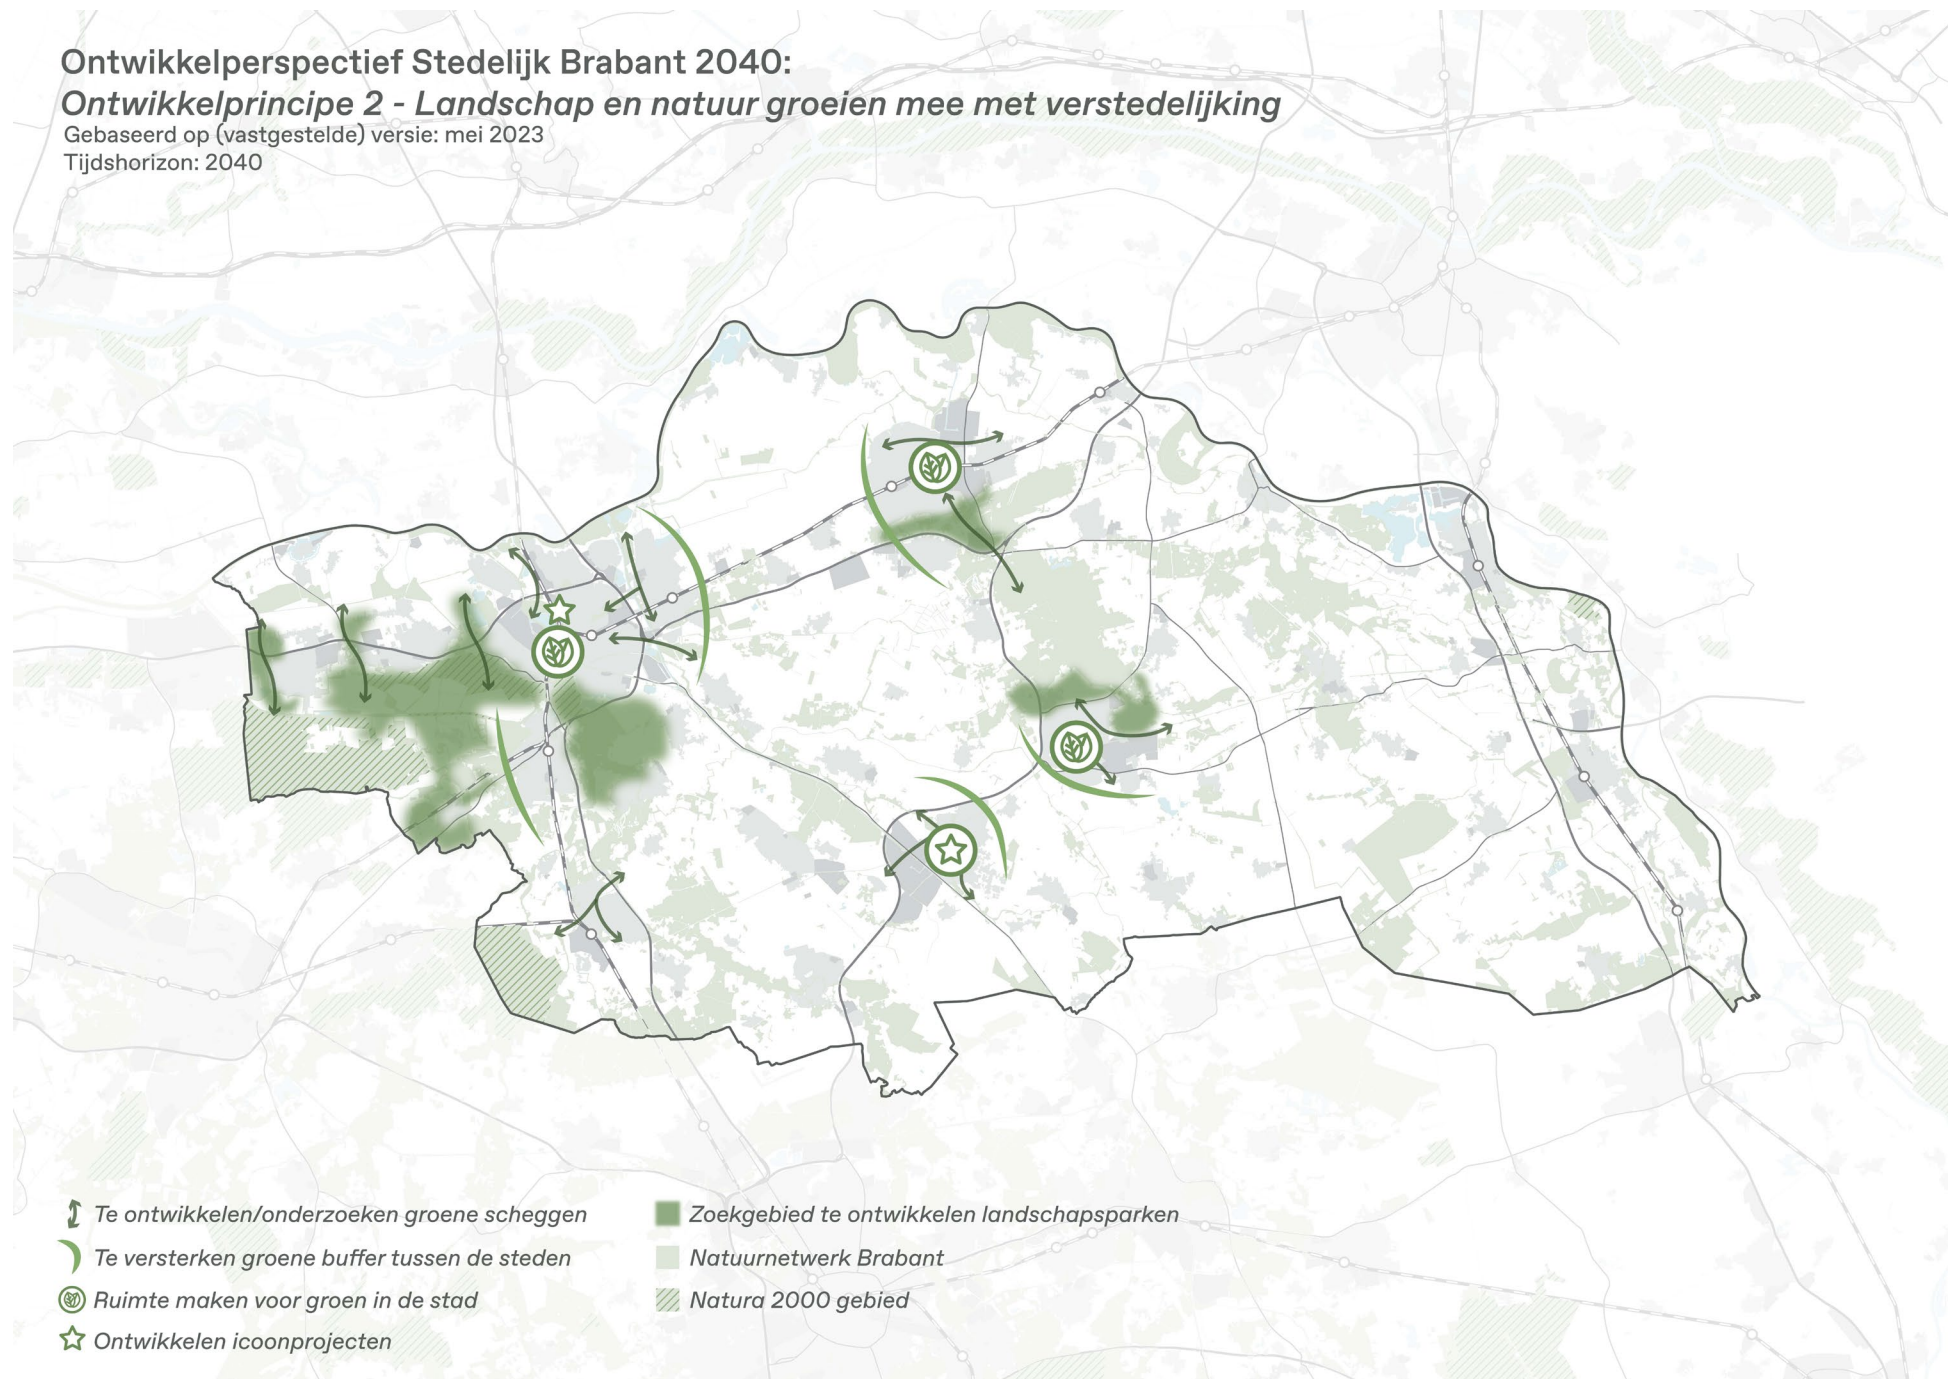 Ontwikkelperspectief Stedelijk Brabant 2040:
Ontwikkelprincipe 2 - Landschap en natuur groeien mee met verstedelijking
Gebaseerd op (vastgestelde) versie: mei 2023
Tijdshorizon: 2040
Te ontwikkelen/onderzoeken groene scheggen
Te versterken groene buffer tussen de steden
Ruimte maken voor groen in de stad
Ontwikkelen icoonprojecten
Zoekgebied te ontwikkelen landschapsparken
Natuurnetwerk Brabant
Natura 2000 gebied